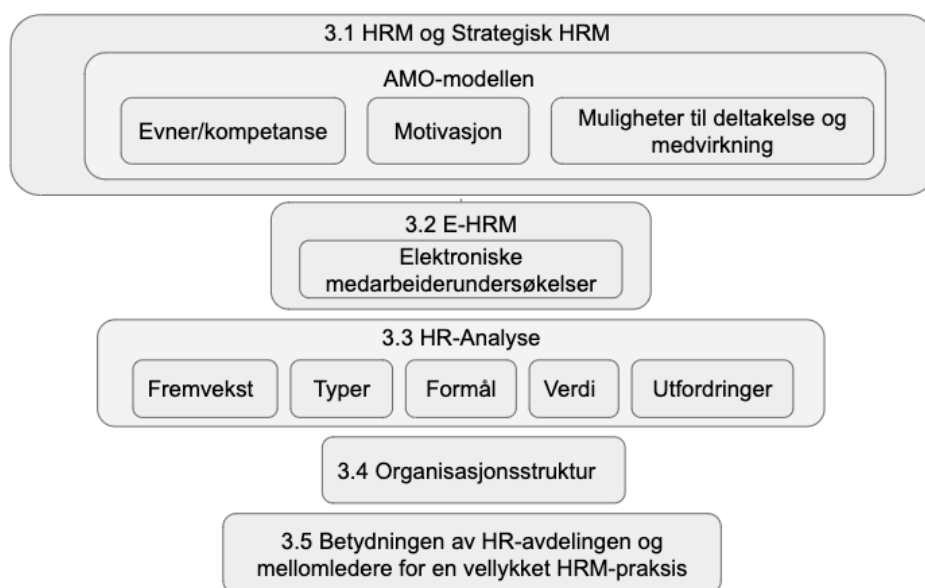 3.1 HRM og Strategisk HRM
AMO-modellen
Evner/kompetanse
Motivasjon
Muligheter til deltakelse og
medvirkning
3.2 E-HRM
Elektroniske
medarbeiderundersøkelser
3.3 HR-Analyse
Fremvekst
Typer
Formål
Verdi
Utfordringer
3.4 Organisasjonsstruktur
3.5 Betydningen av HR-avdelingen og
mellomledere for en vellykket HRM-praksis